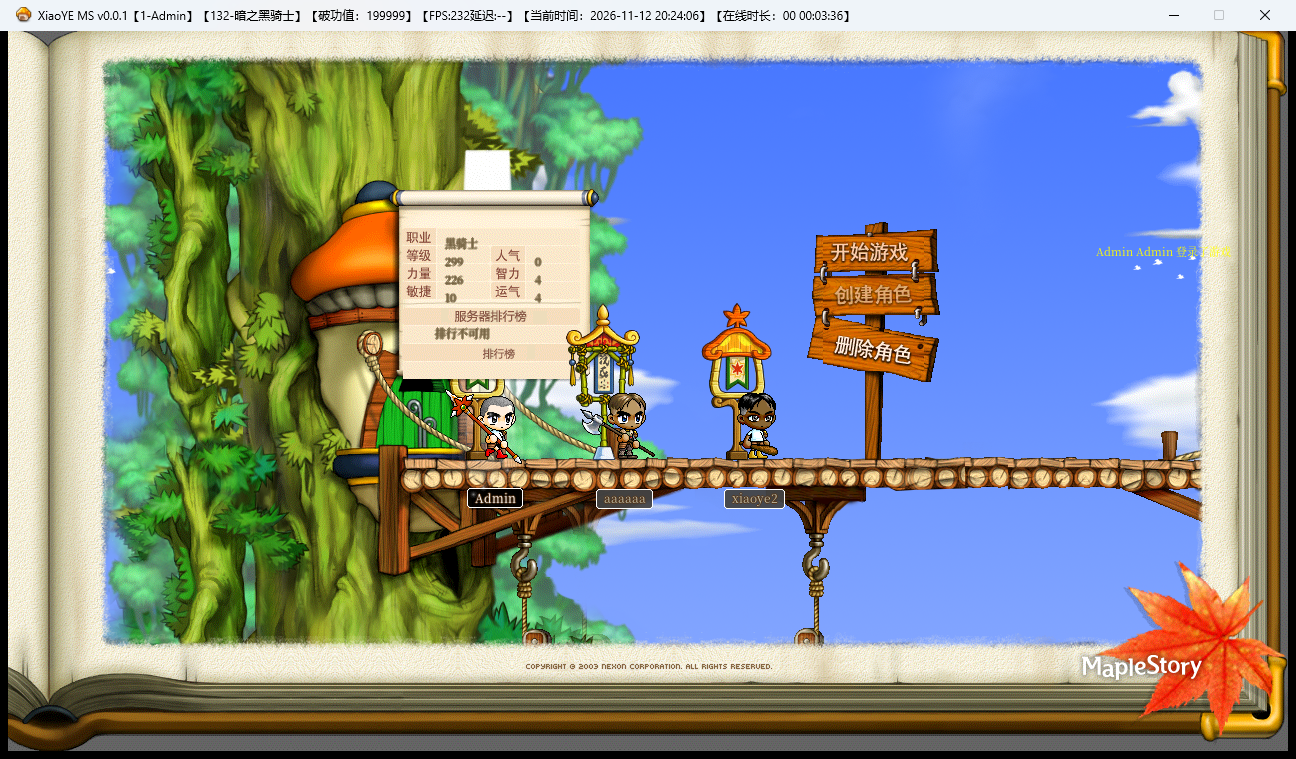 XiaoYE MS v0.0.1【1-Admin】【132-暗之黑骑士】【破功值：199999】【FPS:232延迟:--】【当前时间：2026-11-12 20:24:06】【在线时长：00 00:03:36】
职业 黑骑士
等级 299 人气 0
力量 226 智力 4
敏捷 10 运气 4
服务器排行榜
排行不可用
排行榜
开始游戏
创建角色
删除角色
Admin Admin 登录
Admin
aaaaaa
xiaoye2
COPYRIGHT © 2003 NEXON CORPORATION. ALL RIGHTS RESERVED.
MapleStory